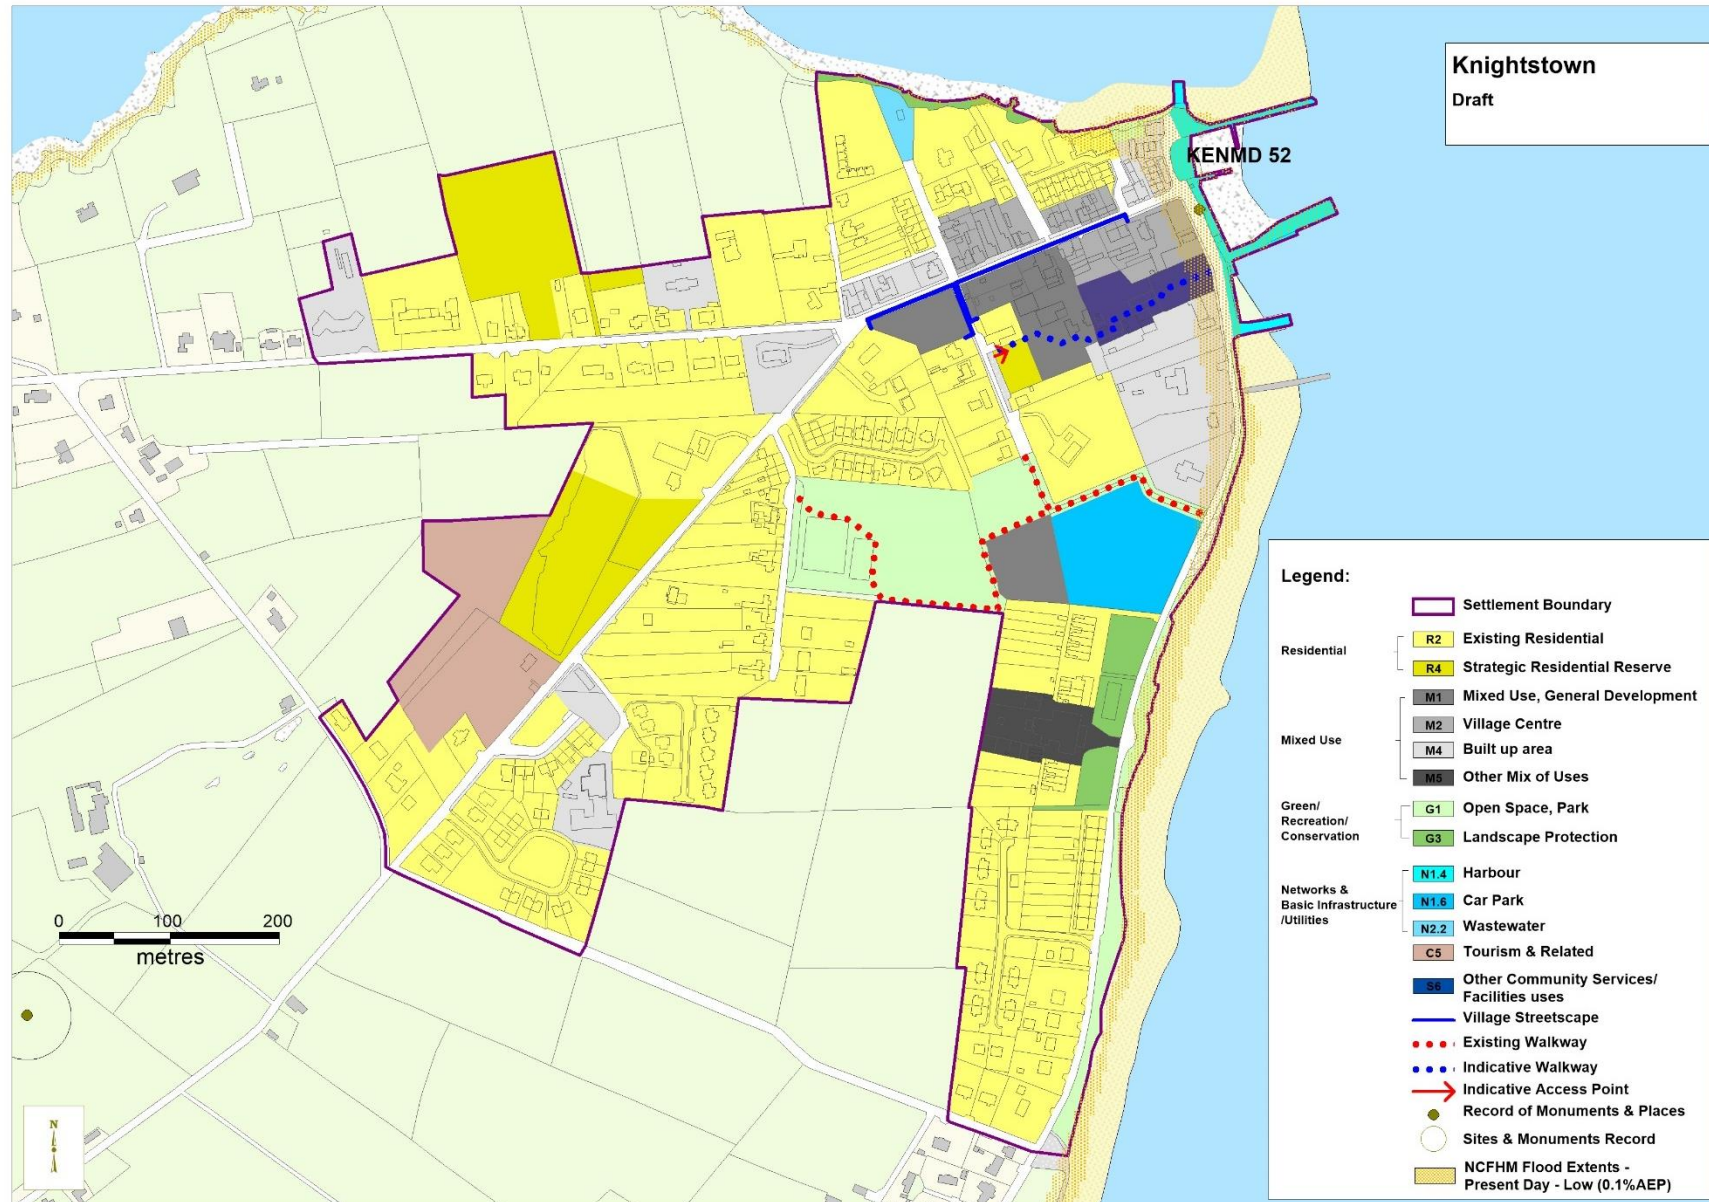 Knightstown
Draft
KENMD 52
Legend:
Settlement Boundary
Residential
R2 Existing Residential
R4 Strategic Residential Reserve
Mixed Use
M1 Mixed Use, General Development
M2 Village Centre
M4 Built up area
M5 Other Mix of Uses
Green/
Recreation/
Conservation
G1 Open Space, Park
G3 Landscape Protection
Networks &
Basic Infrastructure
/Utilities
N1.4 Harbour
N1.6 Car Park
N2.2 Wastewater
C5 Tourism & Related
S6 Other Community Services/
Facilities uses
Village Streetscape
Existing Walkway
Indicative Walkway
Indicative Access Point
Record of Monuments & Places
Sites & Monuments Record
NCFHM Flood Extents -
Present Day - Low (0.1%AEP)
0 100 200
metres
N